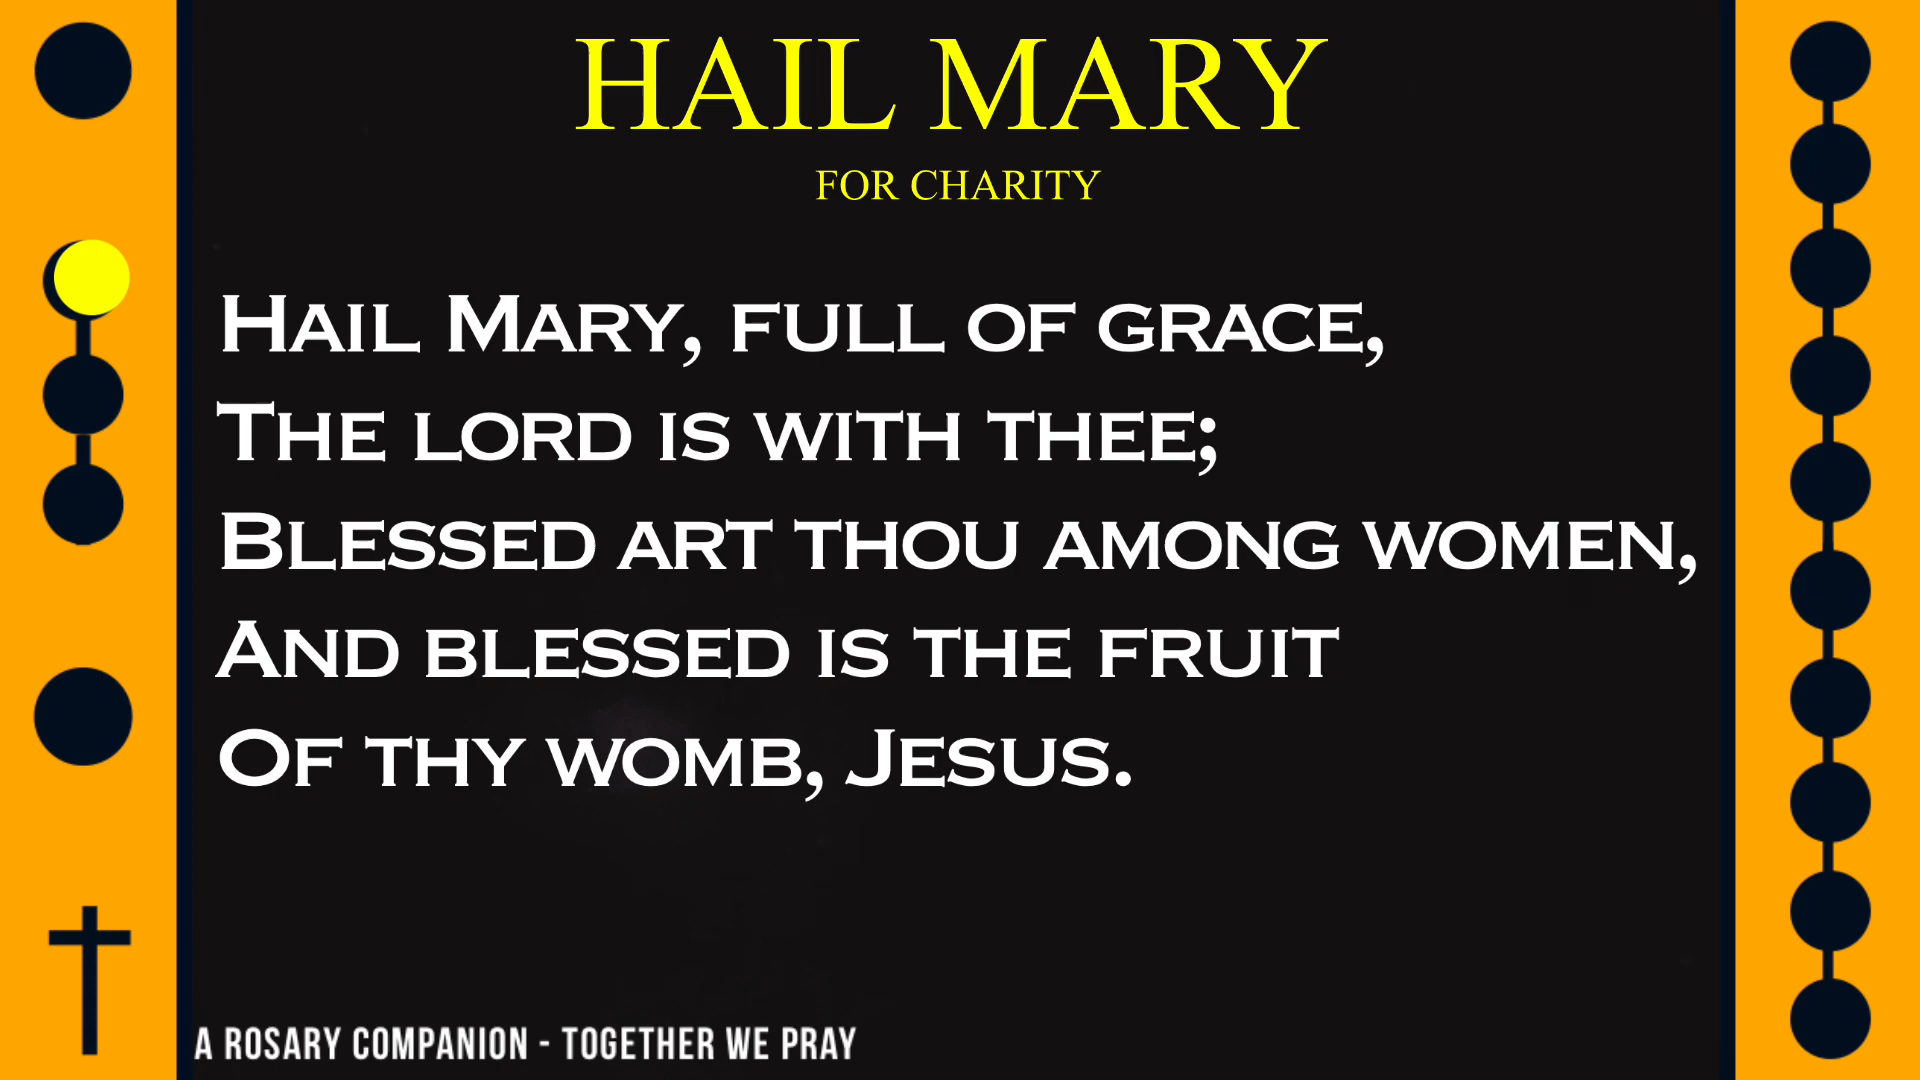 HAIL MARY
FOR CHARITY
Hail Mary, full of grace,
The lord is with thee;
Blessed art thou among women,
And blessed is the fruit
Of thy womb, Jesus.
A ROSARY COMPANION - TOGETHER WE PRAY